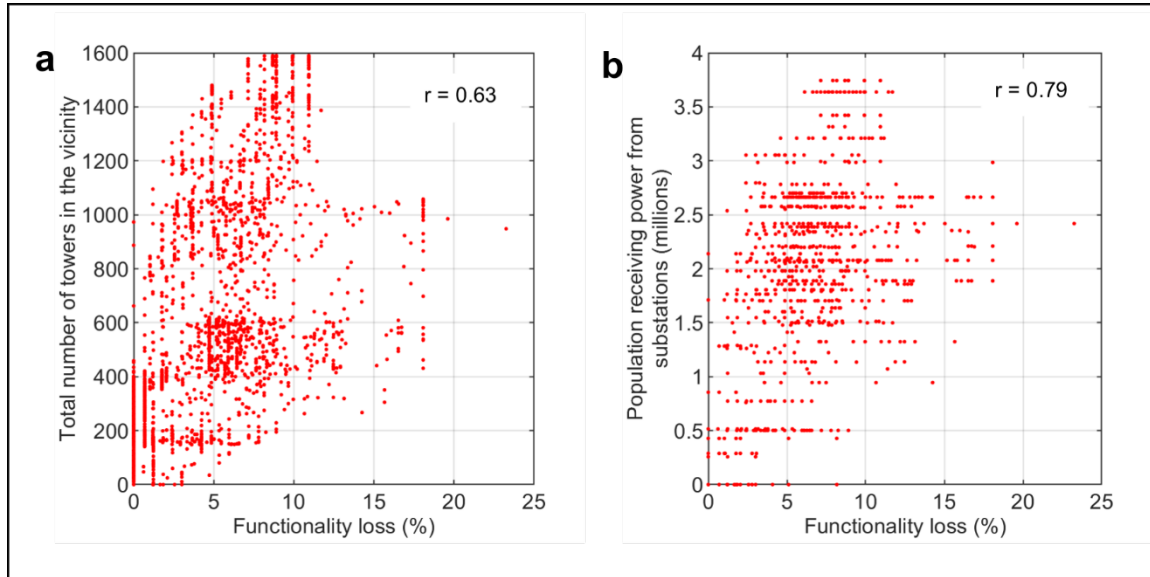 a
Total number of towers in the vicinity
1600
1400
1200
1000
800
600
400
200
0
r = 0.63
0 5 10 15 20 25
Functionality loss (%)
b
Population receiving power from
substations (millions)
4
3.5
3
2.5
2
1.5
1
0.5
0
r = 0.79
0 5 10 15 20 25
Functionality loss (%)